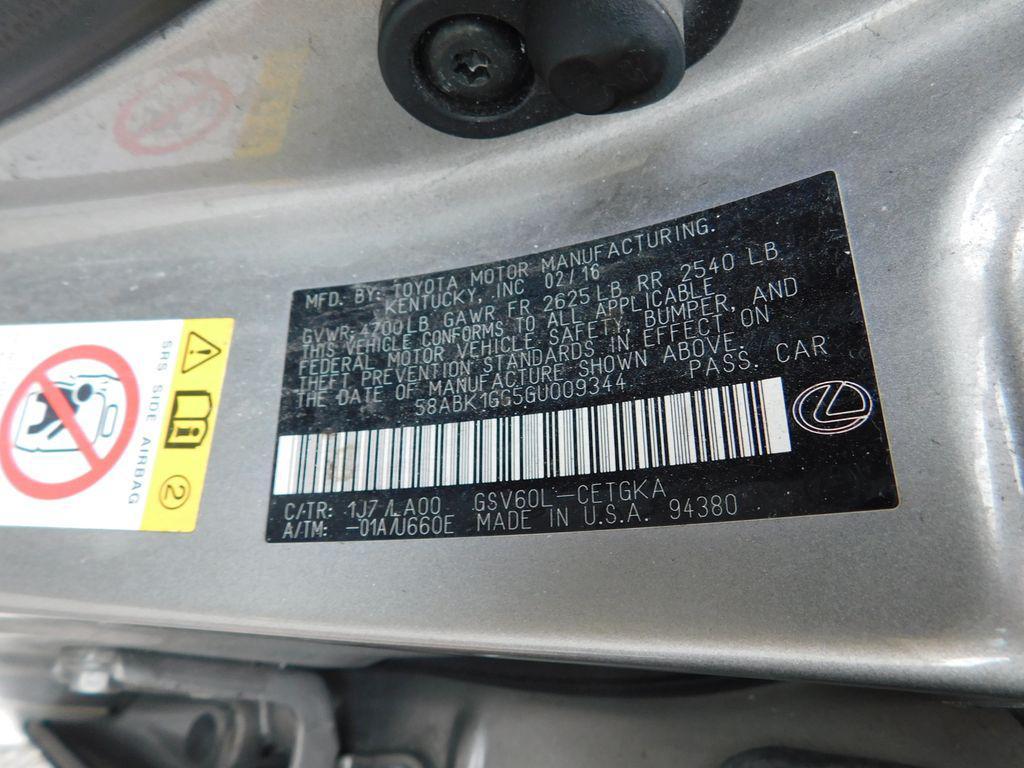 MFD. BY: TOYOTA MOTOR MANUFACTURING.
KENTUCKY, INC 02/16
GVWR 4700LB GAWR FR 2625 LB RR 2540 LB
THIS VEHICLE CONFORMS TO ALL APPLICABLE
FEDERAL MOTOR VEHICLE SAFETY, BUMPER, AND
THEFT PREVENTION STANDARDS IN EFFECT ON
THE DATE OF MANUFACTURE SHOWN ABOVE.
58ABK1GG5GU009344 PASS. CAR
C/TR: 1J7/LA00 GSV60L-CETGKA
A/TM: -01A/U660E MADE IN U.S.A. 94380
SRS SIDE AIRBAG
2